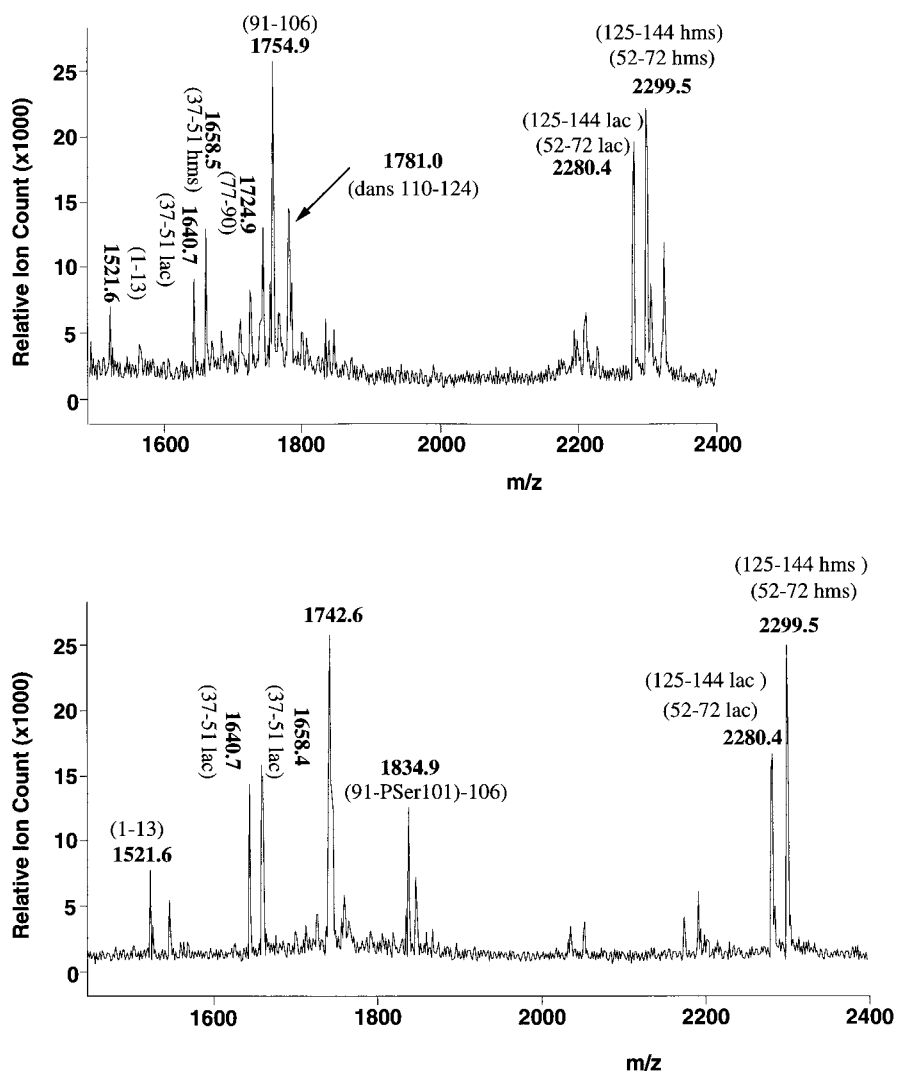 (91-106)
1754.9
(125-144 hms)
(52-72 hms)
2299.5
(125-144 lac )
(52-72 lac)
2280.4
1781.0
(dans 110-124)
1724.9
(77-90)
1658.5
(37-51 hms)
1640.7
(37-51 lac)
(1-13)
1521.6
Relative Ion Count (x1000)
25
20
15
10
5
0
1600
1800
2000
2200
2400
m/z
(125-144 hms )
(52-72 hms)
2299.5
(125-144 lac )
(52-72 lac)
2280.4
1742.6
1658.4
(37-51 lac)
1640.7
(37-51 lac)
1834.9
(91-PSer101)-106)
(1-13)
1521.6
Relative Ion Count (x1000)
25
20
15
10
5
0
1600
1800
2000
2200
2400
m/z